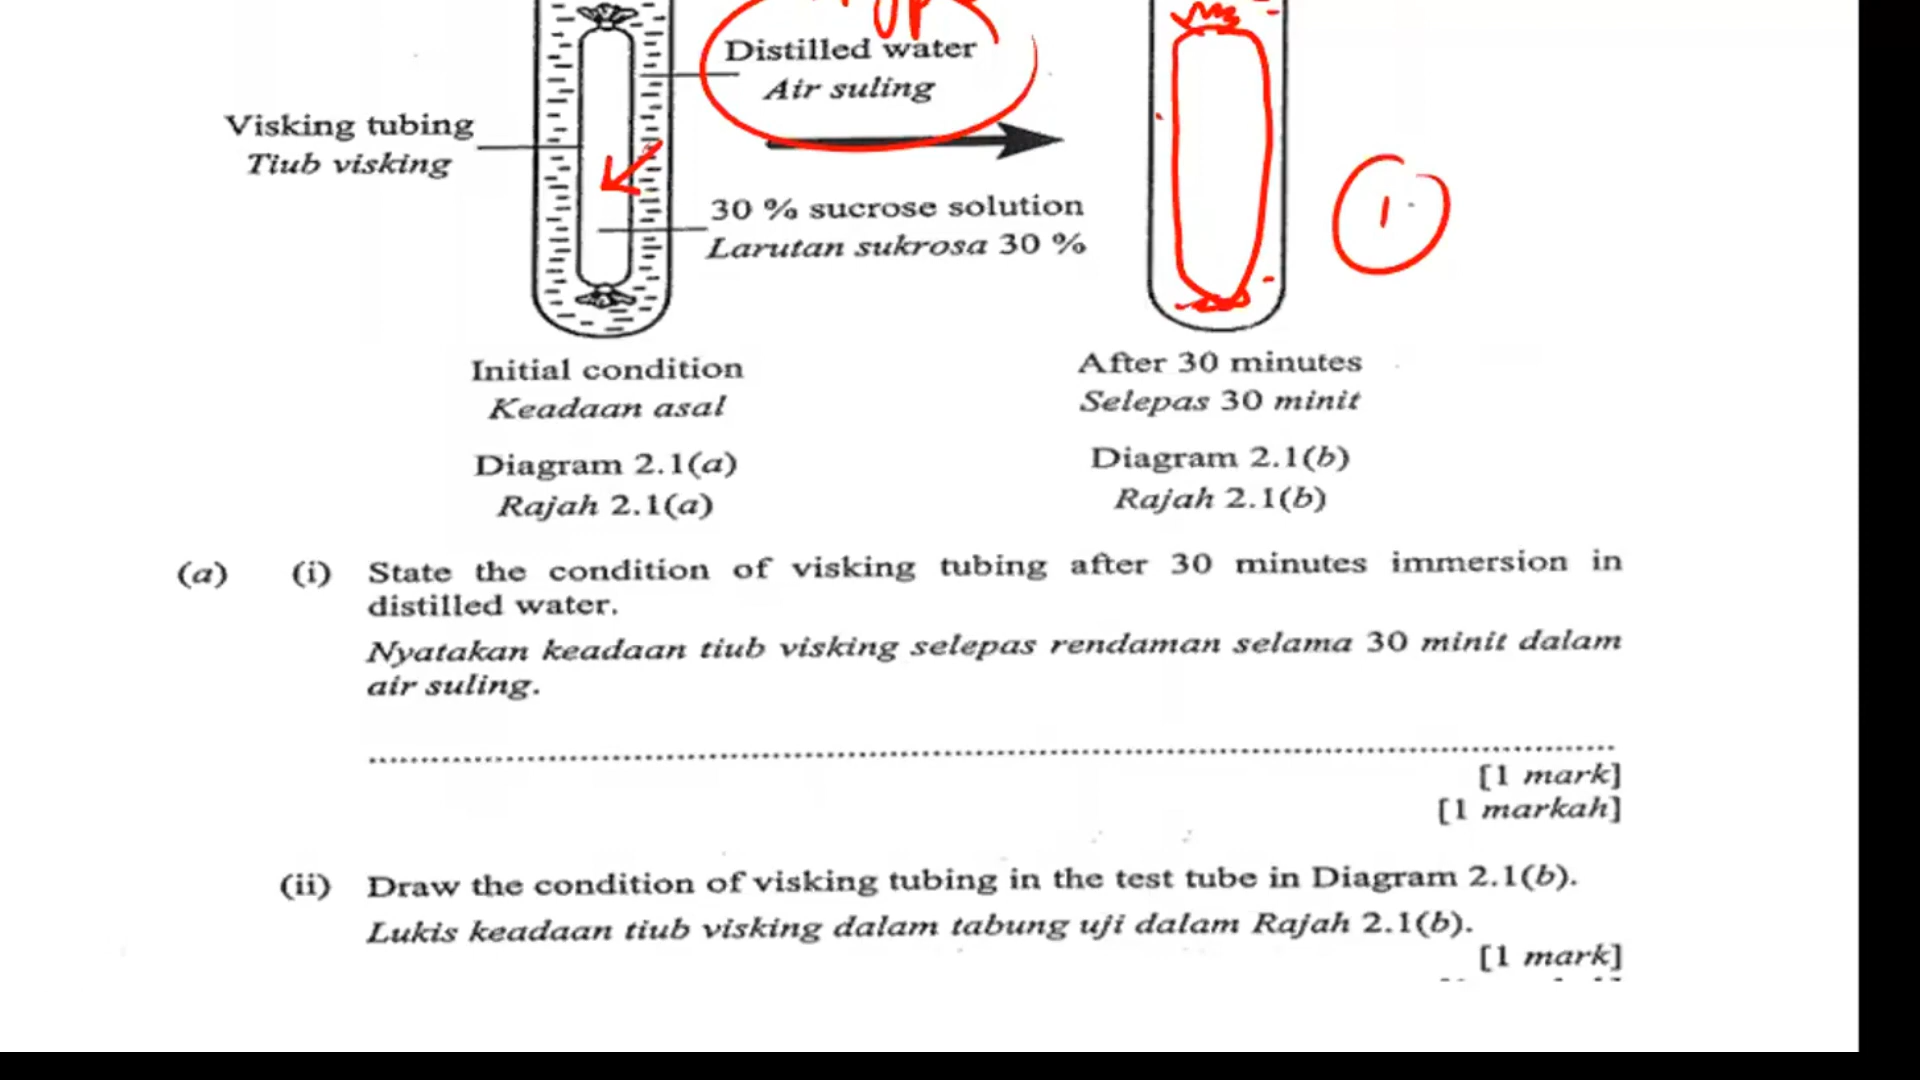 Distilled water
Air suling
Visking tubing
Tiub visking
30 % sucrose solution
Larutan sukrosa 30 %
1
Initial condition
Keadaan asal
After 30 minutes
Selepas 30 minit
Diagram 2.1(a)
Rajah 2.1(a)
Diagram 2.1(b)
Rajah 2.1(b)
(a) (i) State the condition of visking tubing after 30 minutes immersion in
distilled water.
Nyatakan keadaan tiub visking selepas rendaman selama 30 minit dalam
air suling.
[1 mark]
[1 markah]
(ii) Draw the condition of visking tubing in the test tube in Diagram 2.1(b).
Lukis keadaan tiub visking dalam tabung uji dalam Rajah 2.1(b).
[1 mark]